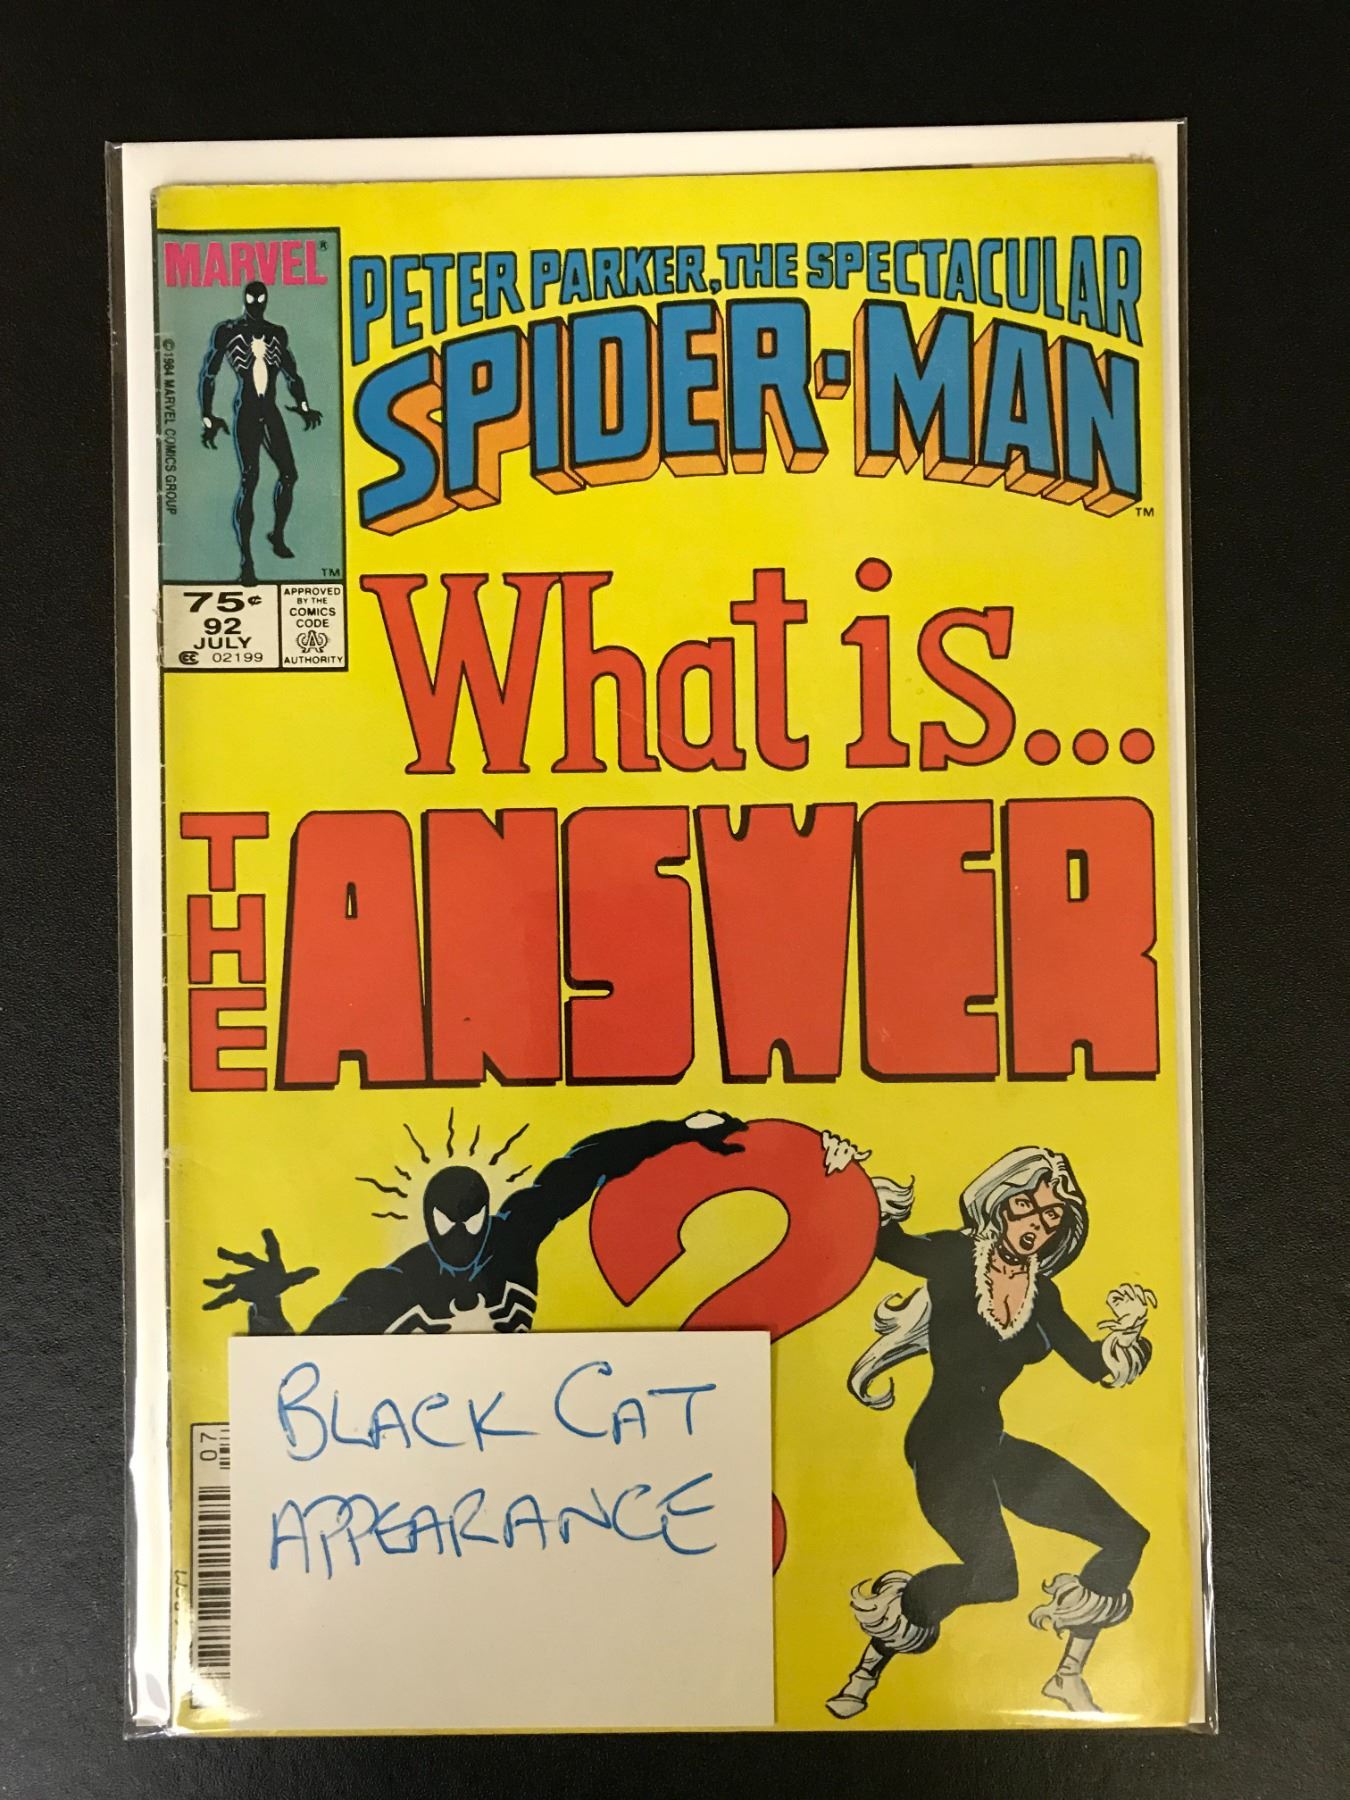 MARVEL®
©1984 MARVEL COMICS GROUP
TM
75¢
92
JULY
02199
APPROVED
BY THE
COMICS
CODE
AUTHORITY
PETER PARKER, THE SPECTACULAR
SPIDER-MAN
TM
What is...
THE ANSWER
?
07
BLACK CAT
APPEARANCE